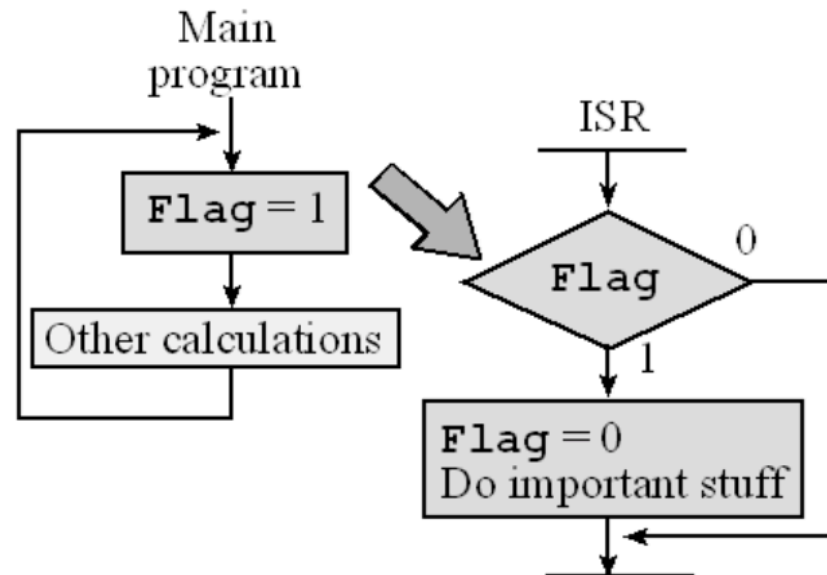 Main
program
Flag = 1
Other calculations
ISR
Flag
0
1
Flag = 0
Do important stuff